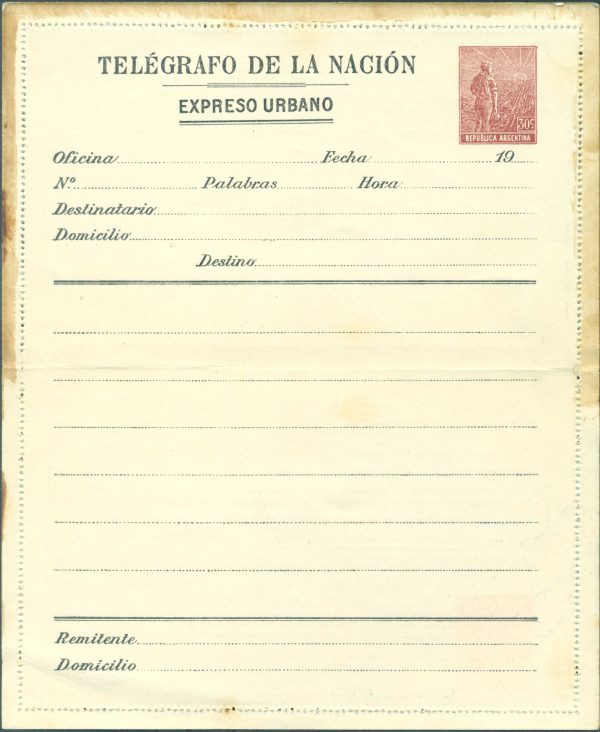 TELÉGRAFO DE LA NACIÓN
EXPRESO URBANO
30c
REPUBLICA ARGENTINA
Oficina Fecha 19
N.º Palabras Hora
Destinatario
Domicilio
Destino
Remitente
Domicilio